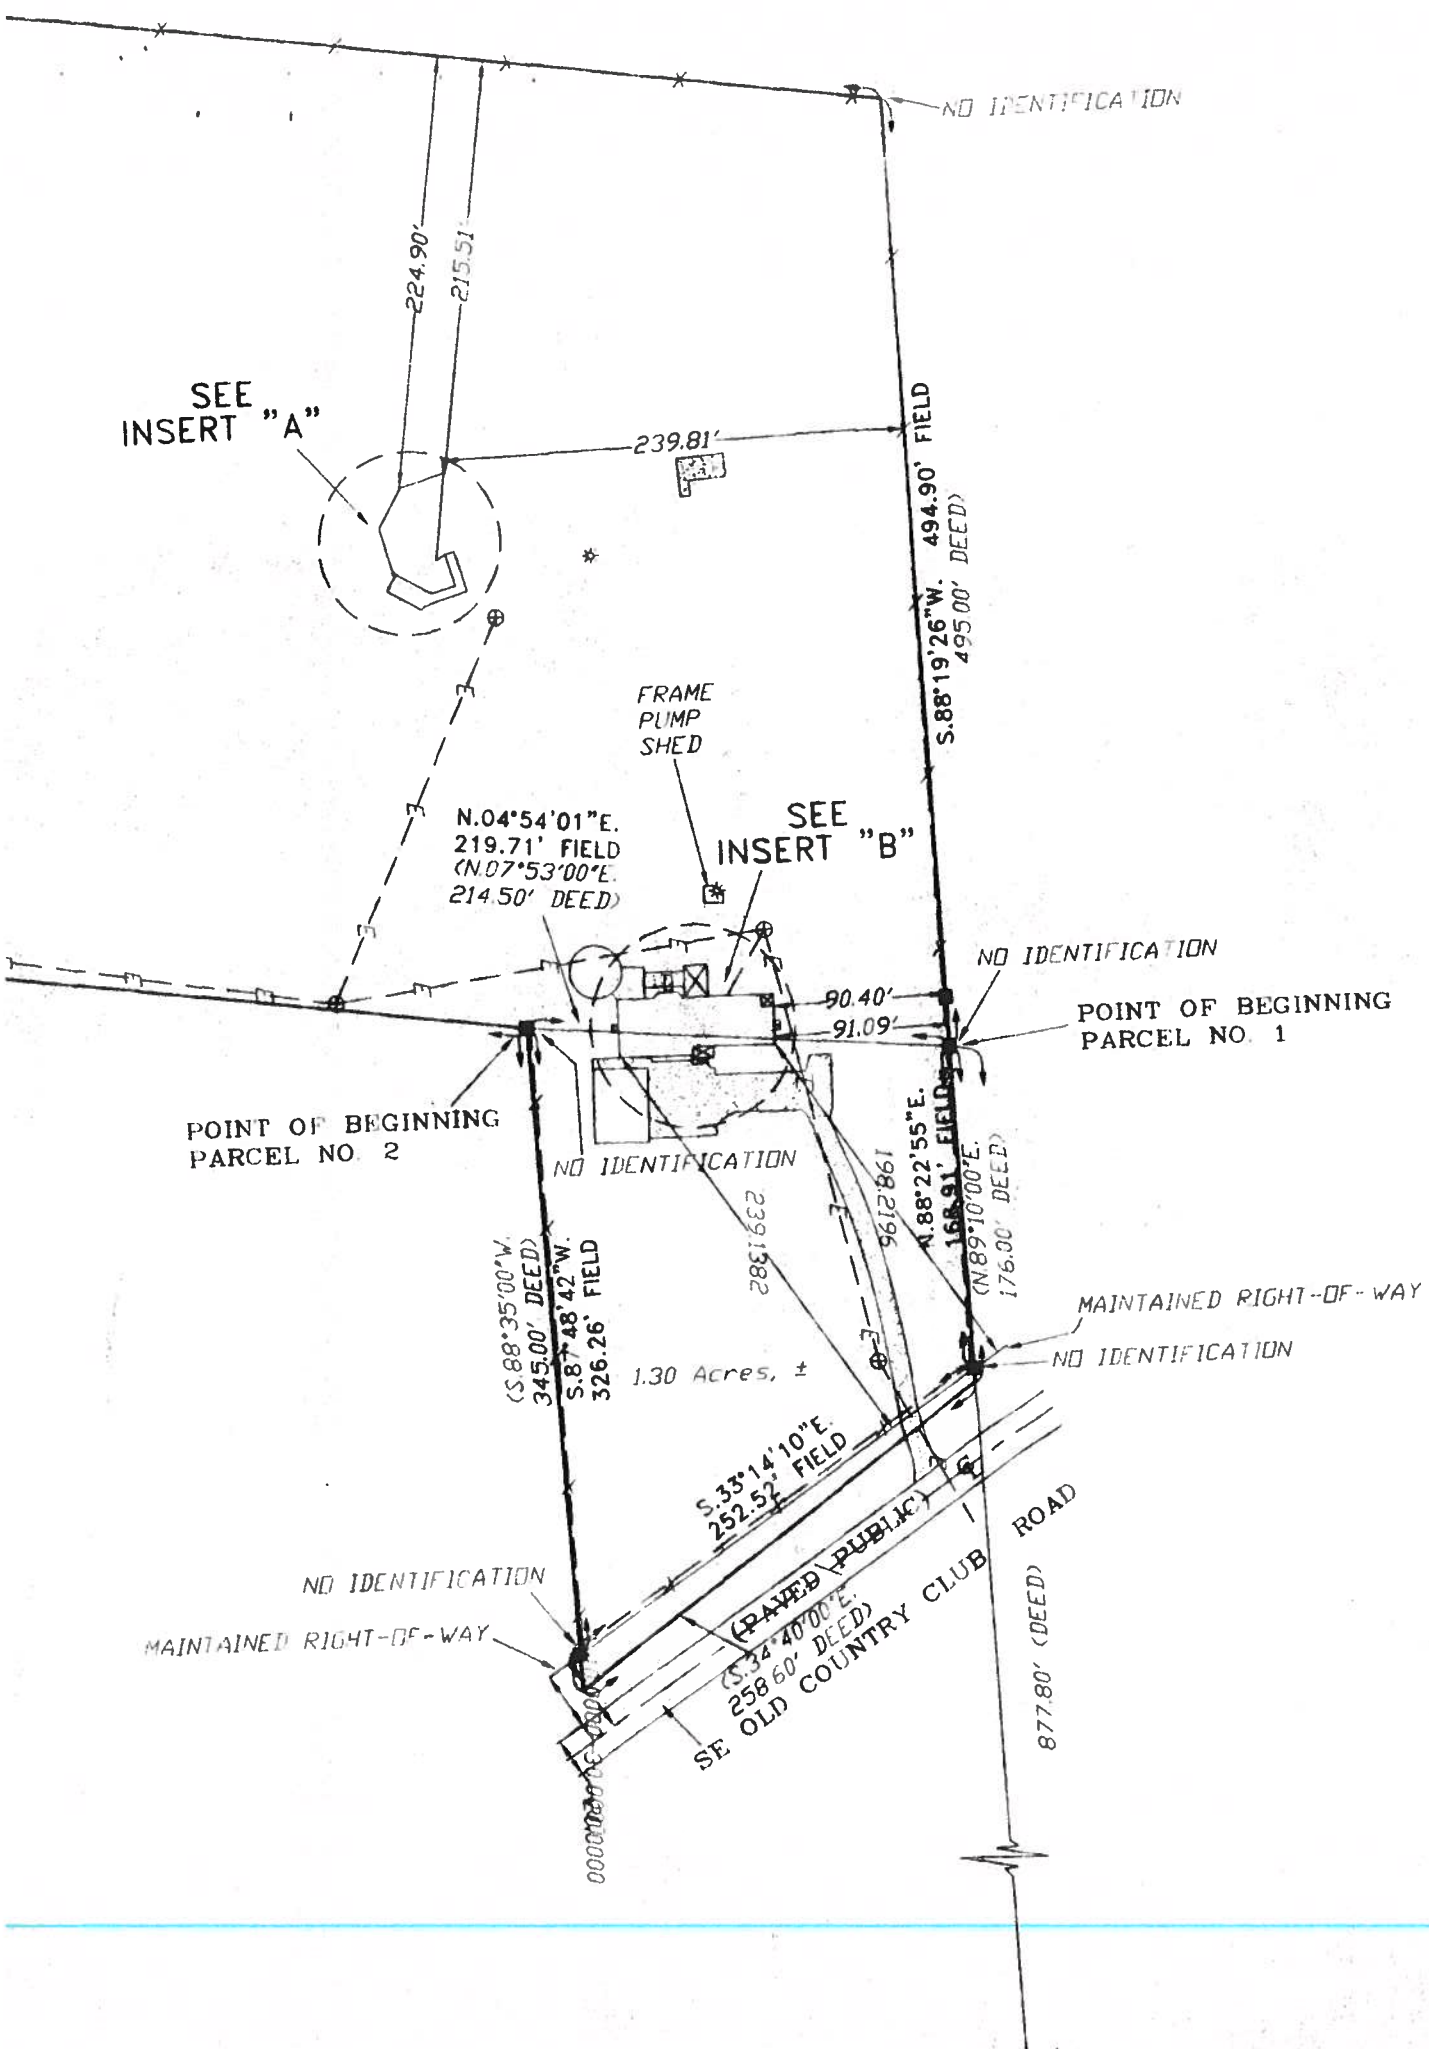 NO IDENTIFICATION
224.90'
215.51'
SEE
INSERT "A"
239.81'
S.88°19'26"W. 494.90' FIELD
495.00' DEED)
FRAME
PUMP
SHED
N.04°54'01"E.
219.71' FIELD
(N.07°53'00"E.
214.50' DEED)
SEE
INSERT "B"
NO IDENTIFICATION
90.40'
91.09'
POINT OF BEGINNING
PARCEL NO. 1
POINT OF BEGINNING
PARCEL NO. 2
NO IDENTIFICATION
N.88°22'55"E.
168.91' FIELD
(N.89°10'00"E.
176.00' DEED)
198.2196
239.1382
(S.88°35'00"W.
345.00' DEED)
S.87°48'42"W.
326.26' FIELD
1.30 Acres, ±
MAINTAINED RIGHT-OF-WAY
NO IDENTIFICATION
S.33°14'10"E.
252.52' FIELD
NO IDENTIFICATION
MAINTAINED RIGHT-OF-WAY
(PAVED PUBLIC)
(S.34°40'00"E.
258.60' DEED)
SE OLD COUNTRY CLUB ROAD
877.80' (DEED)